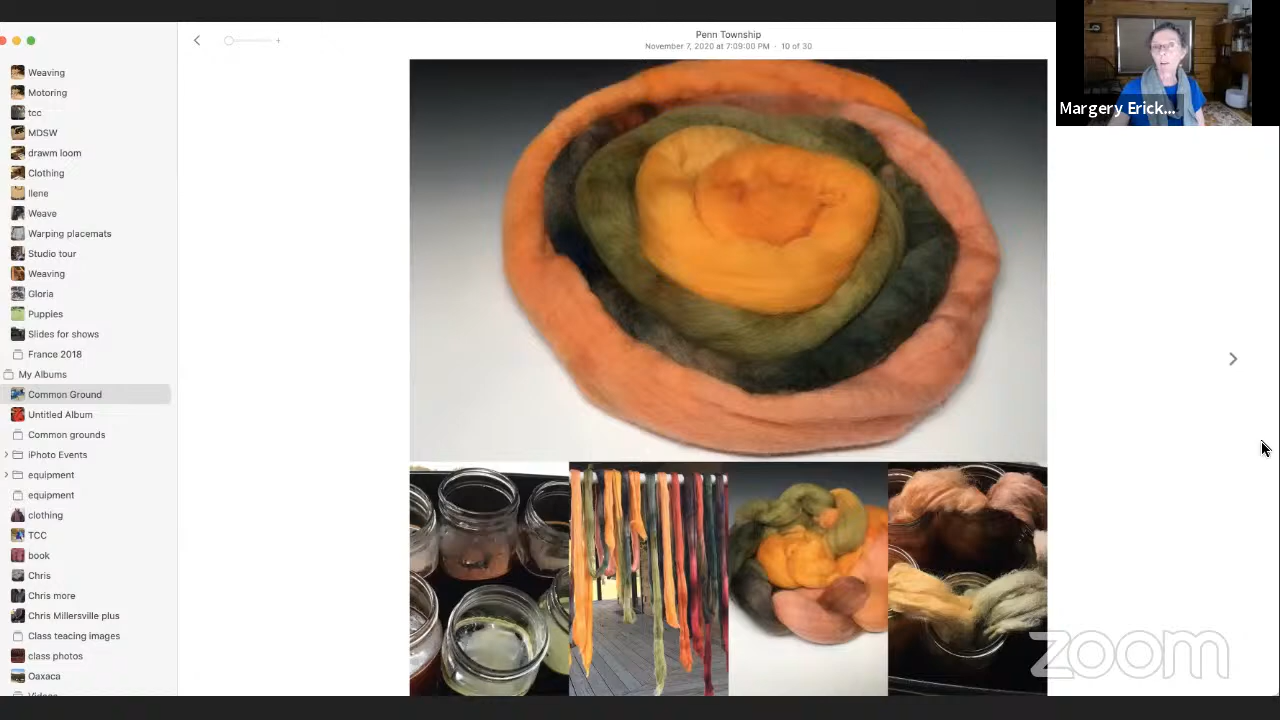 Penn Township
November 7, 2020 at 7:09:00 PM · 10 of 30
Margery Erick...
Weaving
Motoring
tcc
MDSW
drawm loom
Clothing
Ilene
Weave
Warping placemats
Studio tour
Weaving
Gloria
Puppies
Slides for shows
France 2018
My Albums
Common Ground
Untitled Album
Common grounds
iPhoto Events
equipment
equipment
clothing
TCC
book
Chris
Chris more
Chris Millersville plus
Class teacing images
class photos
Oaxaca
zoom